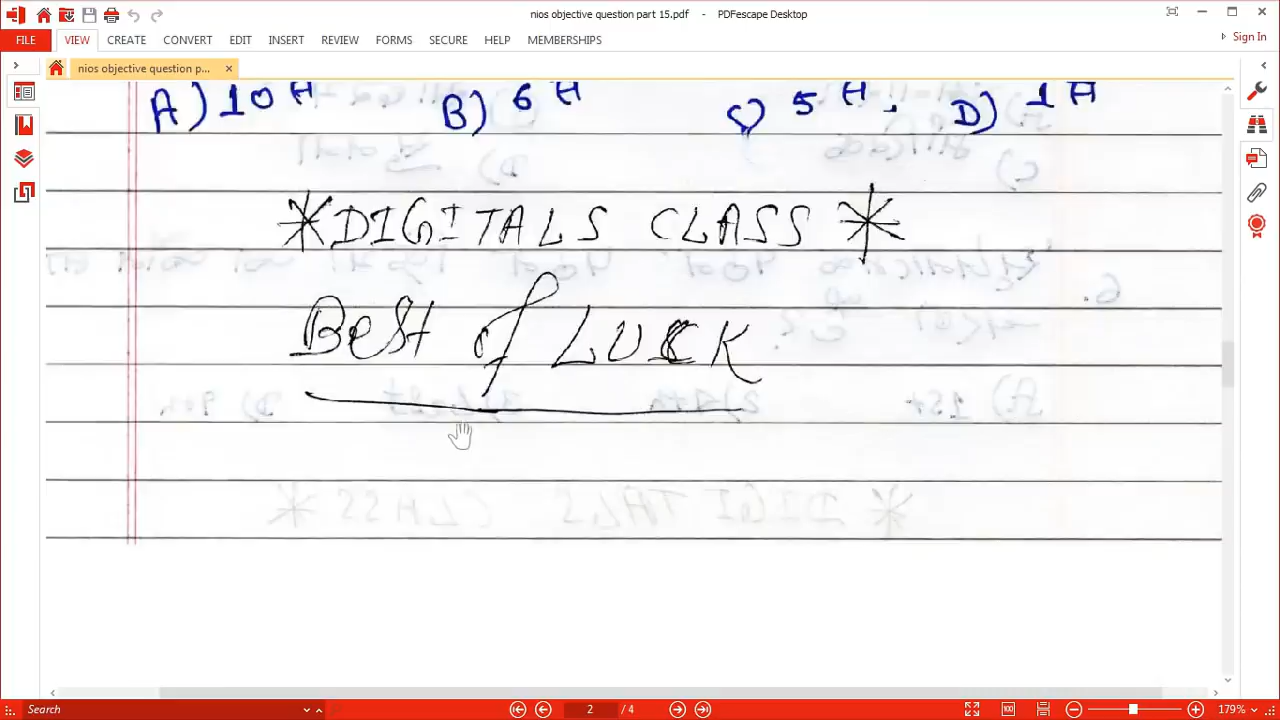 nios objective question part 15.pdf - PDFescape Desktop
FILE VIEW CREATE CONVERT EDIT INSERT REVIEW FORMS SECURE HELP MEMBERSHIPS Sign In
nios objective question p...
A) 10 B) 6 C) 5 D) 1
*DIGITALS CLASS*
Best of LUCK
Search 2 / 4 179%